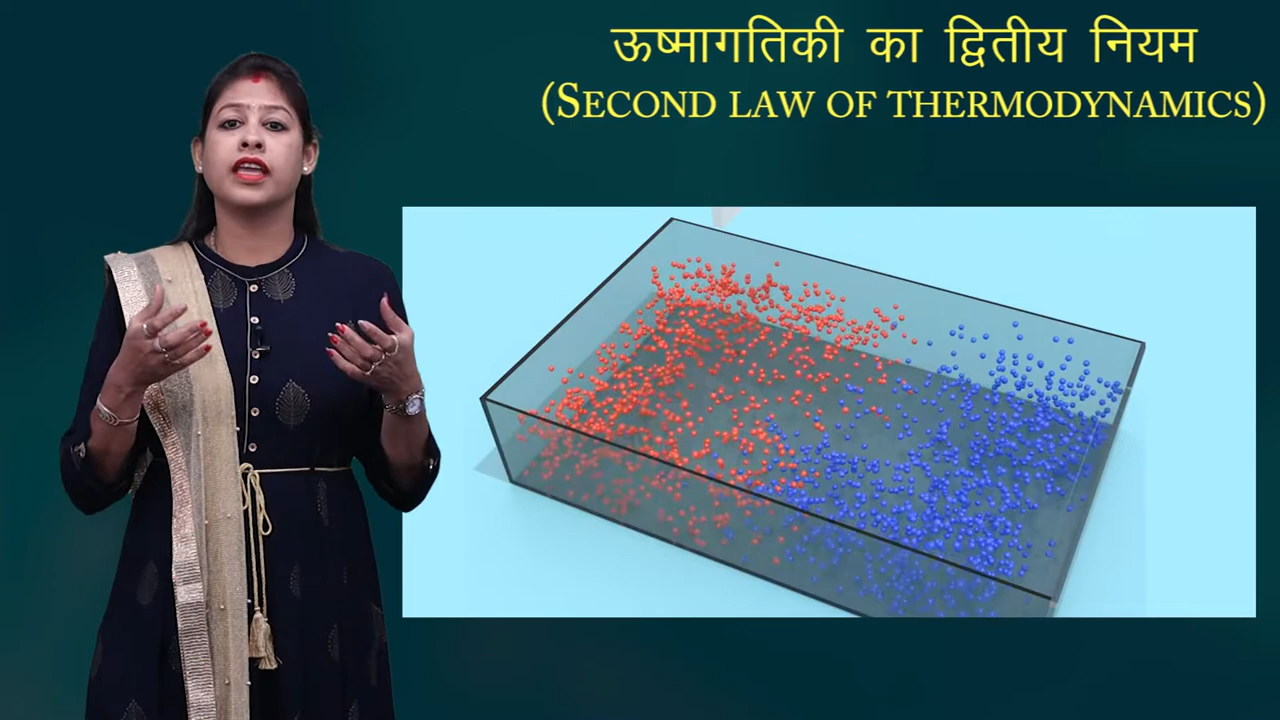 ऊष्मागतिकी का द्वितीय नियम
(SECOND LAW OF THERMODYNAMICS)